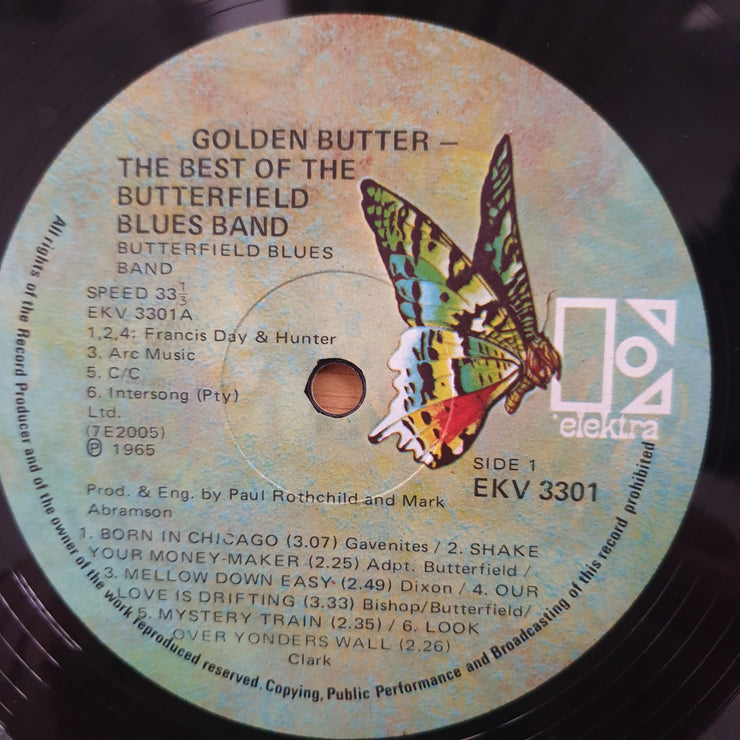 GOLDEN BUTTER —
THE BEST OF THE
BUTTERFIELD
BLUES BAND
BUTTERFIELD BLUES
BAND
SPEED 33⅓
EKV 3301A
1,2,4: Francis Day & Hunter
3. Arc Music
5. C/C
6. Intersong (Pty)
Ltd.
(7E2005)
℗ 1965
elektra
SIDE 1
EKV 3301
Prod. & Eng. by Paul Rothchild and Mark
Abramson
1. BORN IN CHICAGO (3.07) Gavenites / 2. SHAKE
YOUR MONEY-MAKER (2.25) Adpt. Butterfield /
3. MELLOW DOWN EASY (2.49) Dixon / 4. OUR
LOVE IS DRIFTING (3.33) Bishop/Butterfield/
5. MYSTERY TRAIN (2.35) / 6. LOOK
OVER YONDERS WALL (2.26)
Clark
All rights of the Record Producer and of the owner of the work reproduced reserved. Copying, Public Performance and Broadcasting of this record prohibited